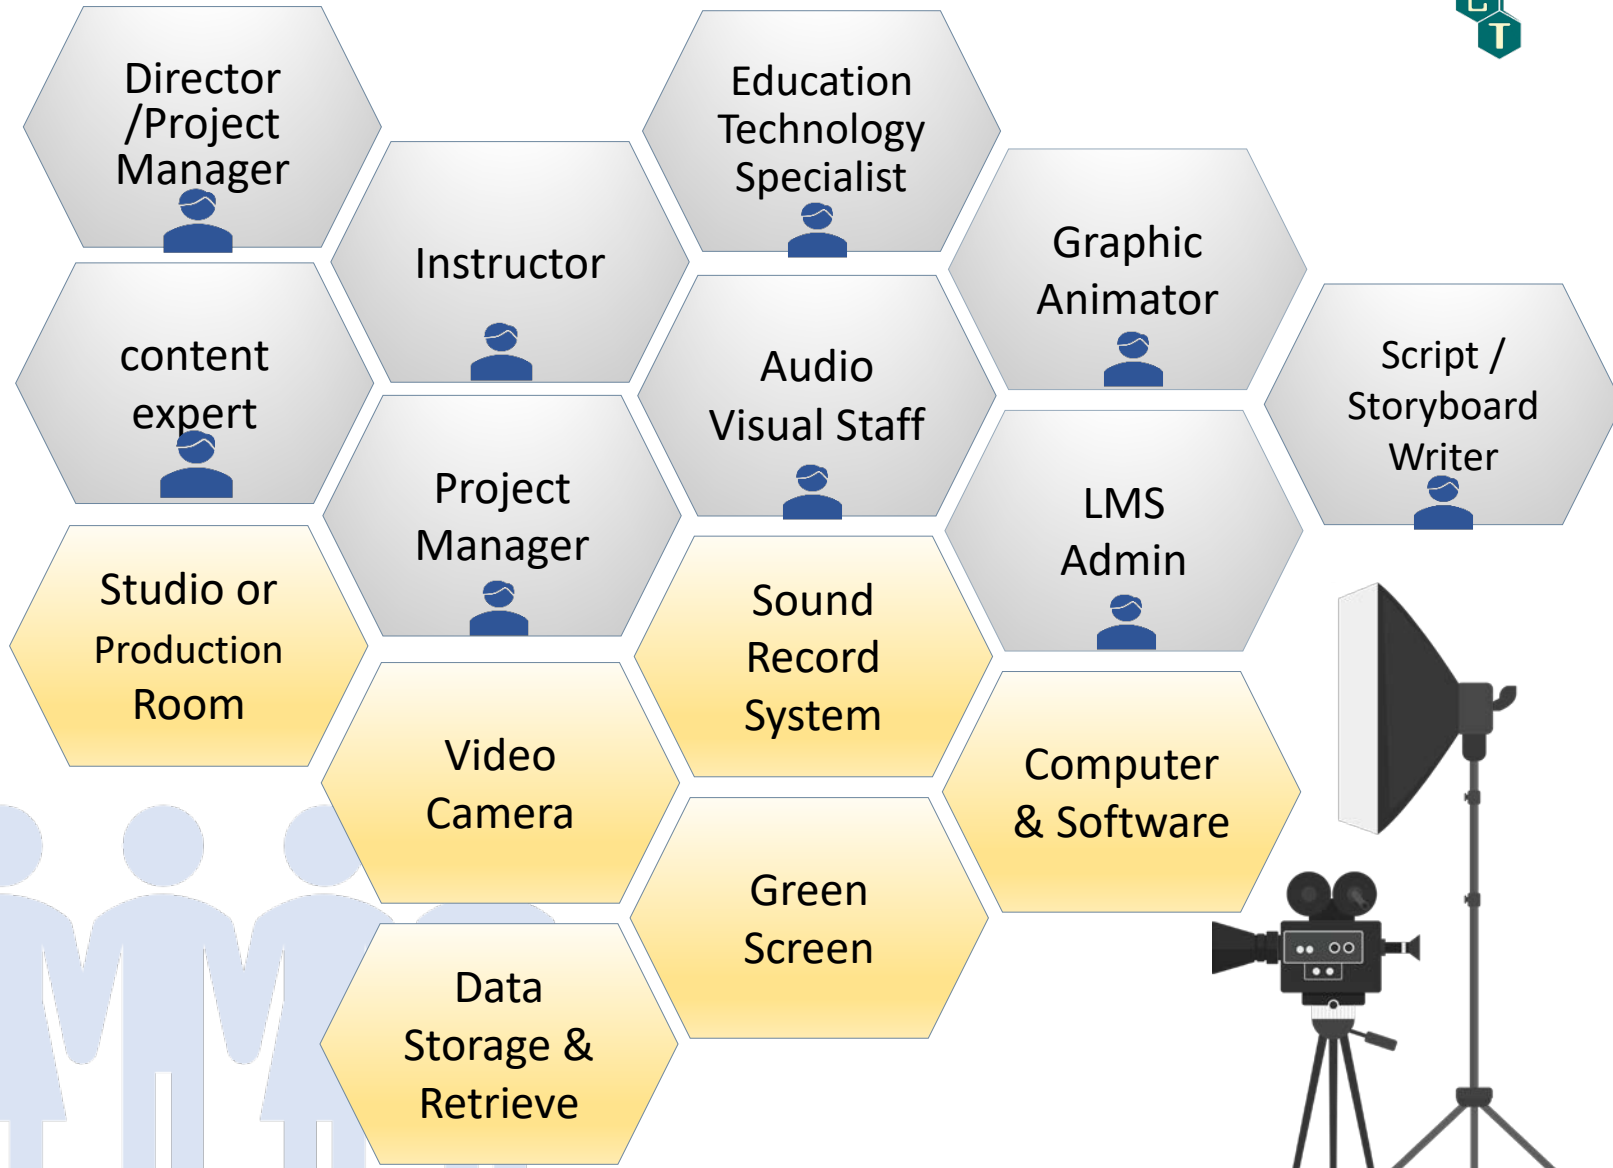 C
T
Director
/Project
Manager
Education
Technology
Specialist
Instructor
Graphic
Animator
content
expert
Audio
Visual Staff
Script /
Storyboard
Writer
Project
Manager
LMS
Admin
Studio or
Production
Room
Sound
Record
System
Video
Camera
Computer
& Software
Green
Screen
Data
Storage &
Retrieve